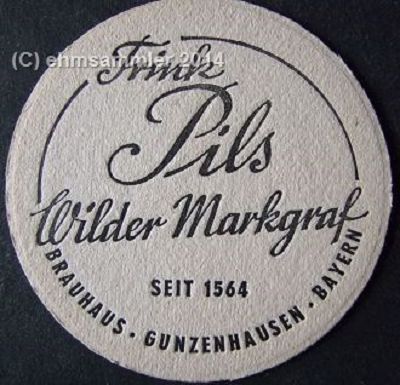 (C) ehmsammler 2014
Trink
Pils
Wilder Markgraf
SEIT 1564
BRAUHAUS · GUNZENHAUSEN · BAYERN